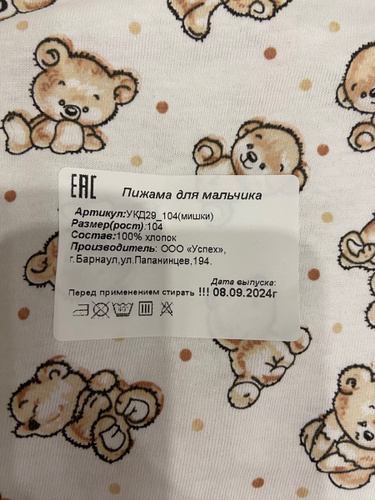 ЕАС Пижама для мальчика
Артикул:УКД29_104(мишки)
Размер(рост):104
Состав:100% хлопок
Производитель: ООО «Успех»,
г.Барнаул,ул.Папанинцев,194.
Дата выпуска:
Перед применением стирать !!! 08.09.2024г